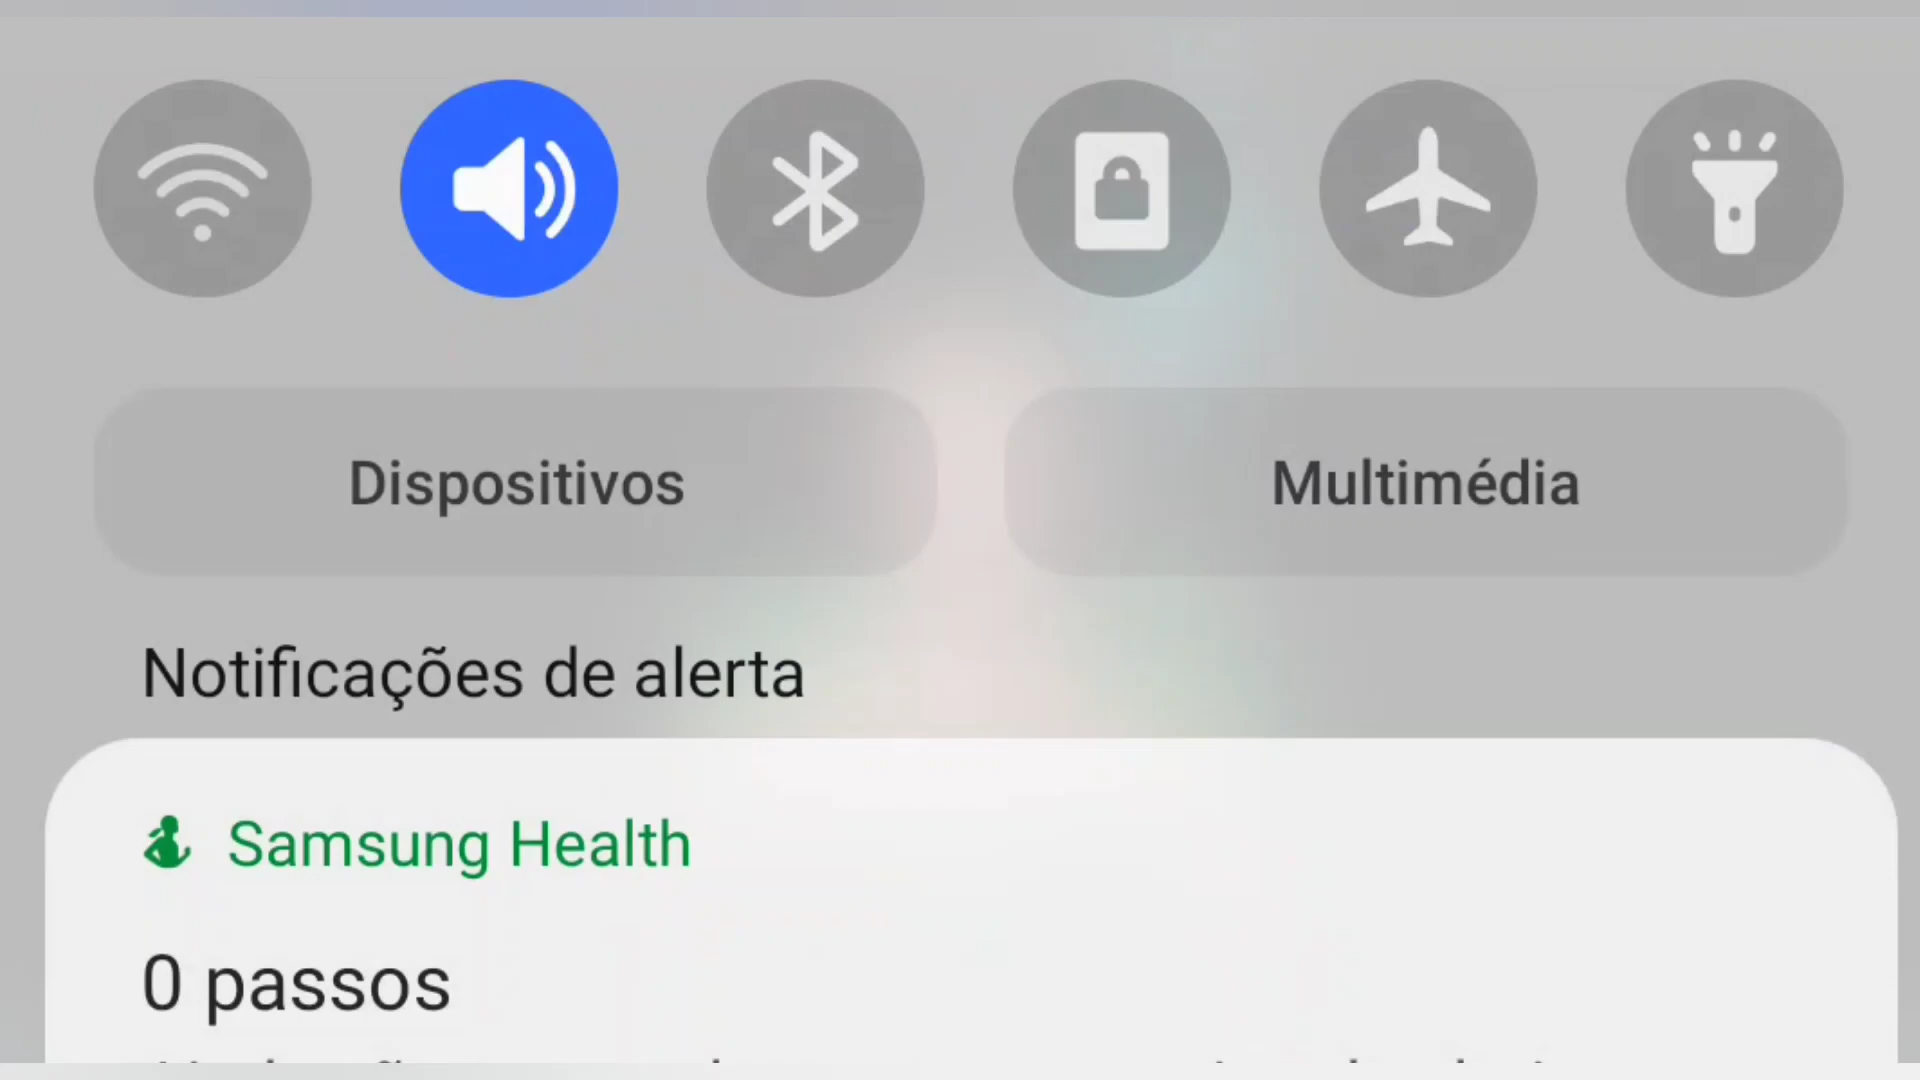 Dispositivos
Multimédia
Notificações de alerta
Samsung Health
0 passos